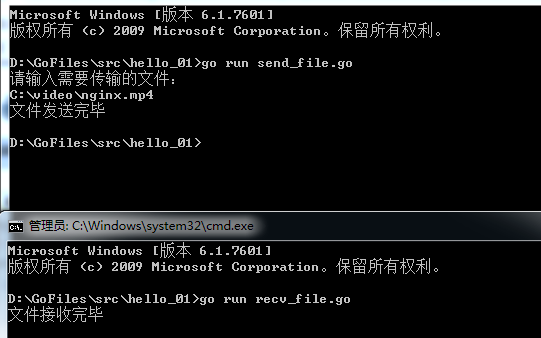 Microsoft Windows [版本 6.1.7601]
版权所有 (c) 2009 Microsoft Corporation。保留所有权利。
D:\GoFiles\src\hello_01>go run send_file.go
请输入需要传输的文件：
C:\video\nginx.mp4
文件发送完毕
D:\GoFiles\src\hello_01>
管理员: C:\Windows\system32\cmd.exe
Microsoft Windows [版本 6.1.7601]
版权所有 (c) 2009 Microsoft Corporation。保留所有权利。
D:\GoFiles\src\hello_01>go run recv_file.go
文件接收完毕